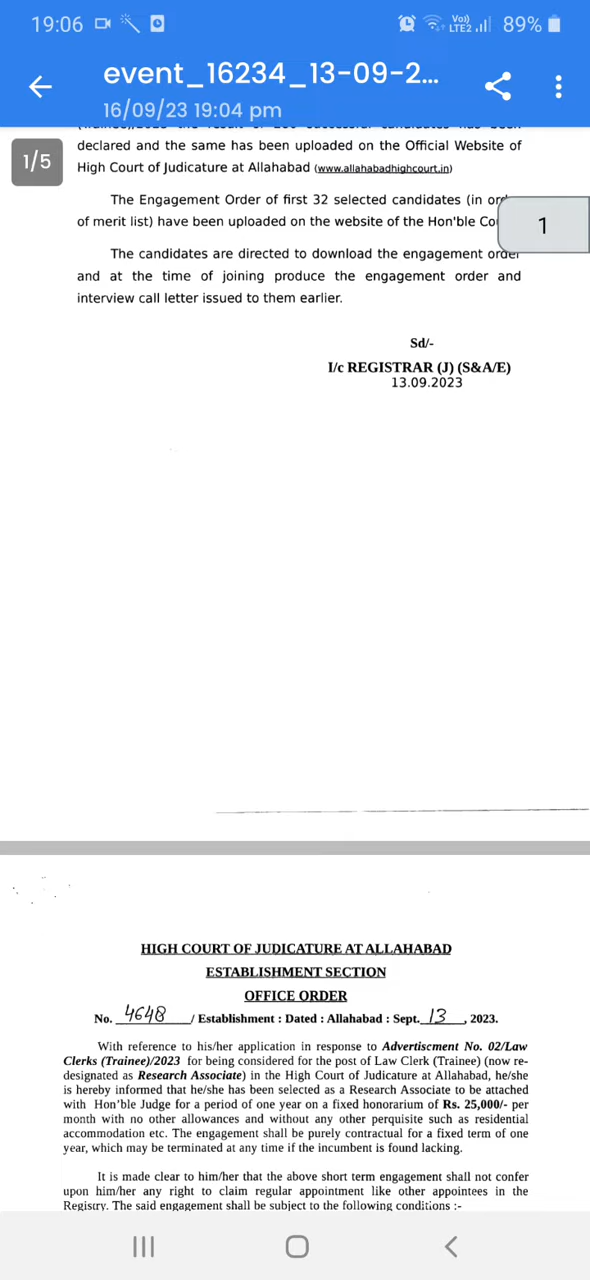 19:06
Vo)) LTE2 89%
event_16234_13-09-2...
16/09/23 19:04 pm
1/5
declared and the same has been uploaded on the Official Website of
High Court of Judicature at Allahabad (www.allahabadhighcourt.in)
1
The Engagement Order of first 32 selected candidates (in
of merit list) have been uploaded on the website of the Hon'ble
The candidates are directed to download the engagement order
and at the time of joining produce the engagement order and
interview call letter issued to them earlier.
Sd/-
I/c REGISTRAR (J) (S&A/E)
13.09.2023
HIGH COURT OF JUDICATURE AT ALLAHABAD
ESTABLISHMENT SECTION
OFFICE ORDER
No. 4648 / Establishment : Dated : Allahabad : Sept. 13 , 2023.
With reference to his/her application in response to Advertiscment No. 02/Law
Clerks (Trainee)/2023 for being considered for the post of Law Clerk (Trainee) (now re-
designated as Research Associate) in the High Court of Judicature at Allahabad, he/she
is hereby informed that he/she has been selected as a Research Associate to be attached
with Hon'ble Judge for a period of one year on a fixed honorarium of Rs. 25,000/- per
month with no other allowances and without any other perquisite such as residential
accommodation etc. The engagement shall be purely contractual for a fixed term of one
year, which may be terminated at any time if the incumbent is found lacking.
It is made clear to him/her that the above short term engagement shall not confer
upon him/her any right to claim regular appointment like other appointees in the
Registry. The said engagement shall be subject to the following conditions :-